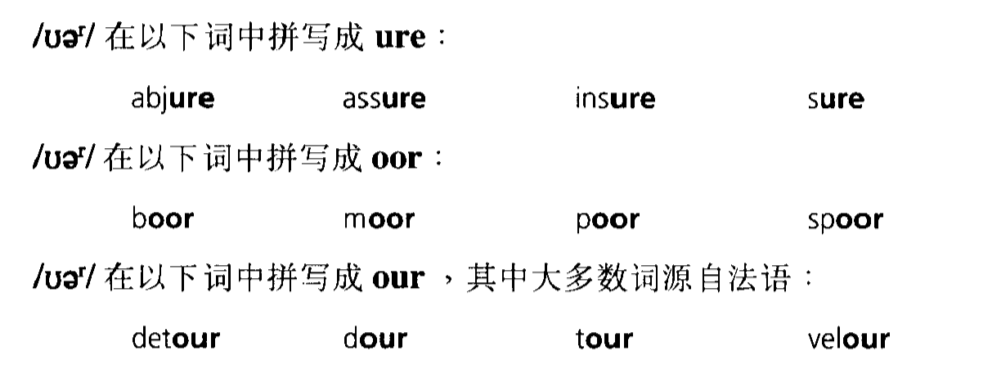 /ʊəʳ/ 在以下词中拼写成 ure：
abjure assure insure sure
/ʊəʳ/ 在以下词中拼写成 oor：
boor moor poor spoor
/ʊəʳ/ 在以下词中拼写成 our，其中大多数词源自法语：
detour dour tour velour